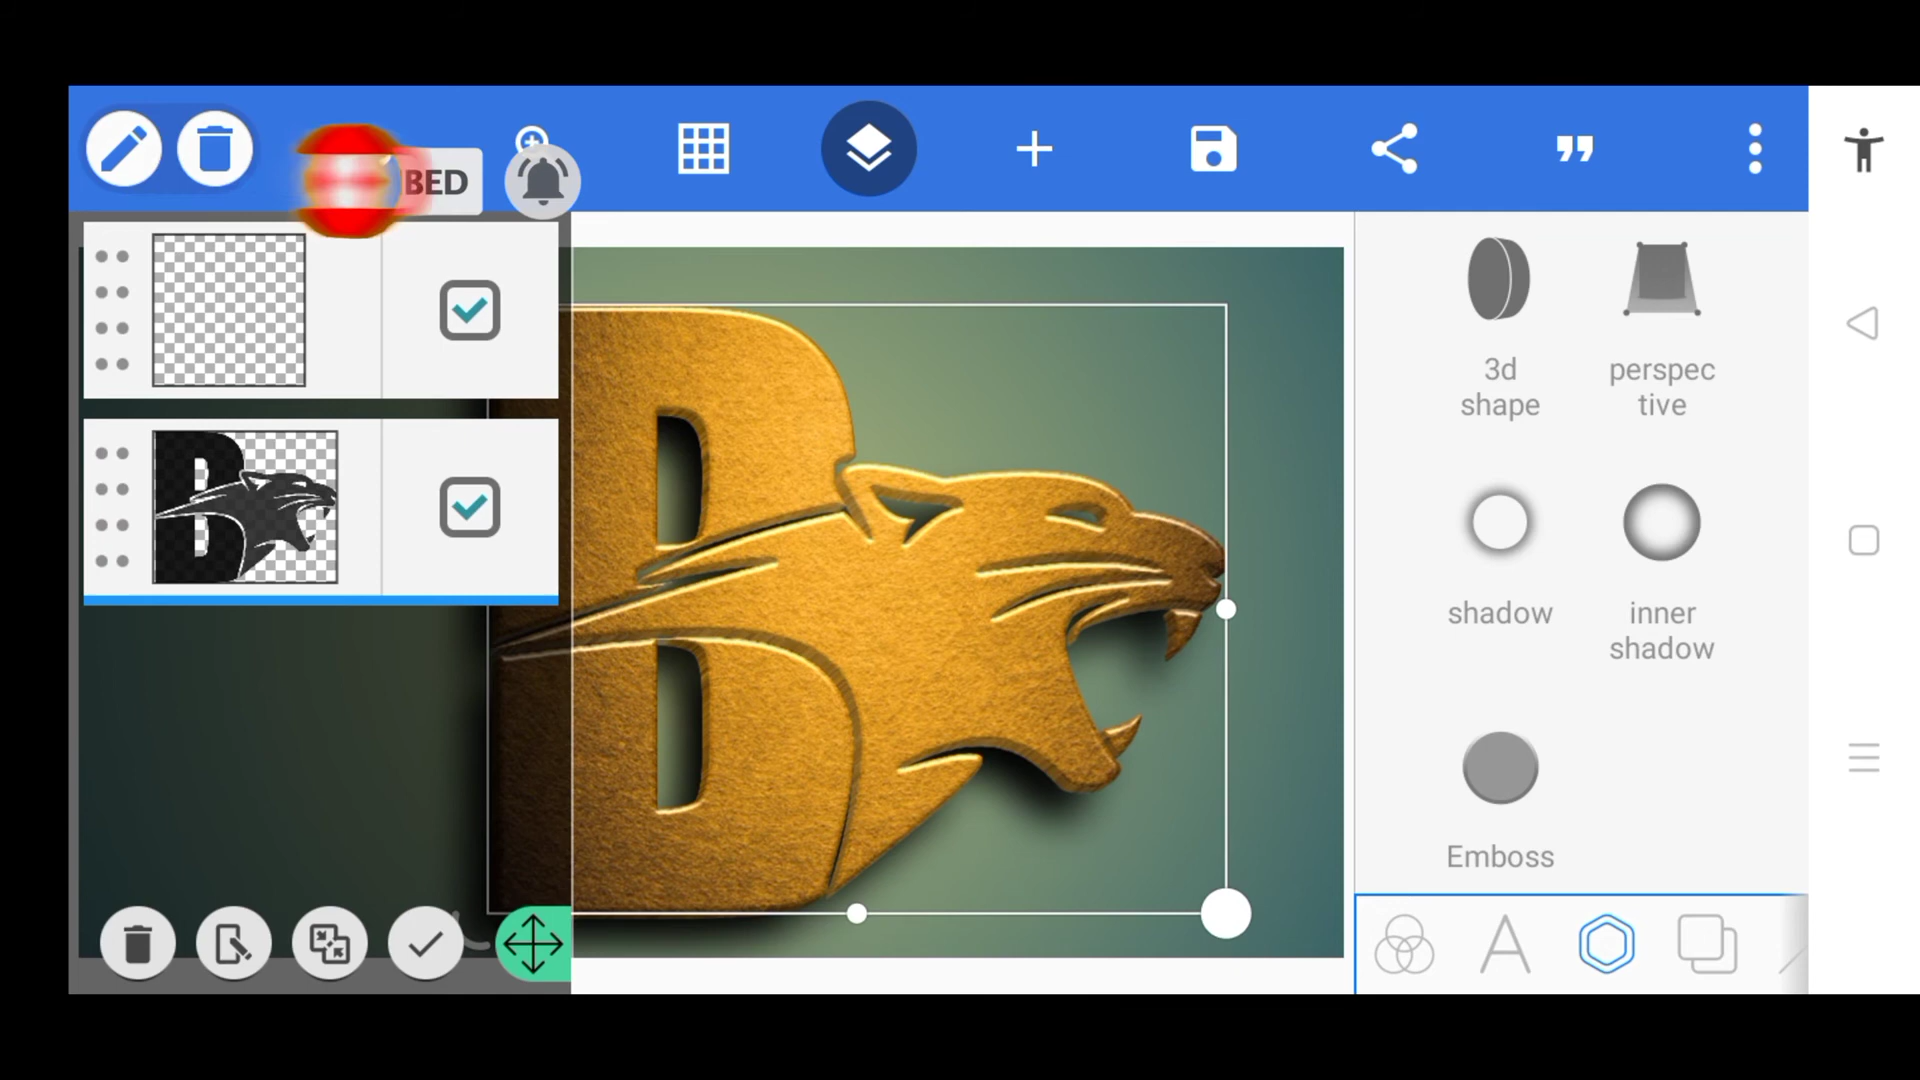 BED
3d
shape
perspec
tive
shadow
inner
shadow
Emboss